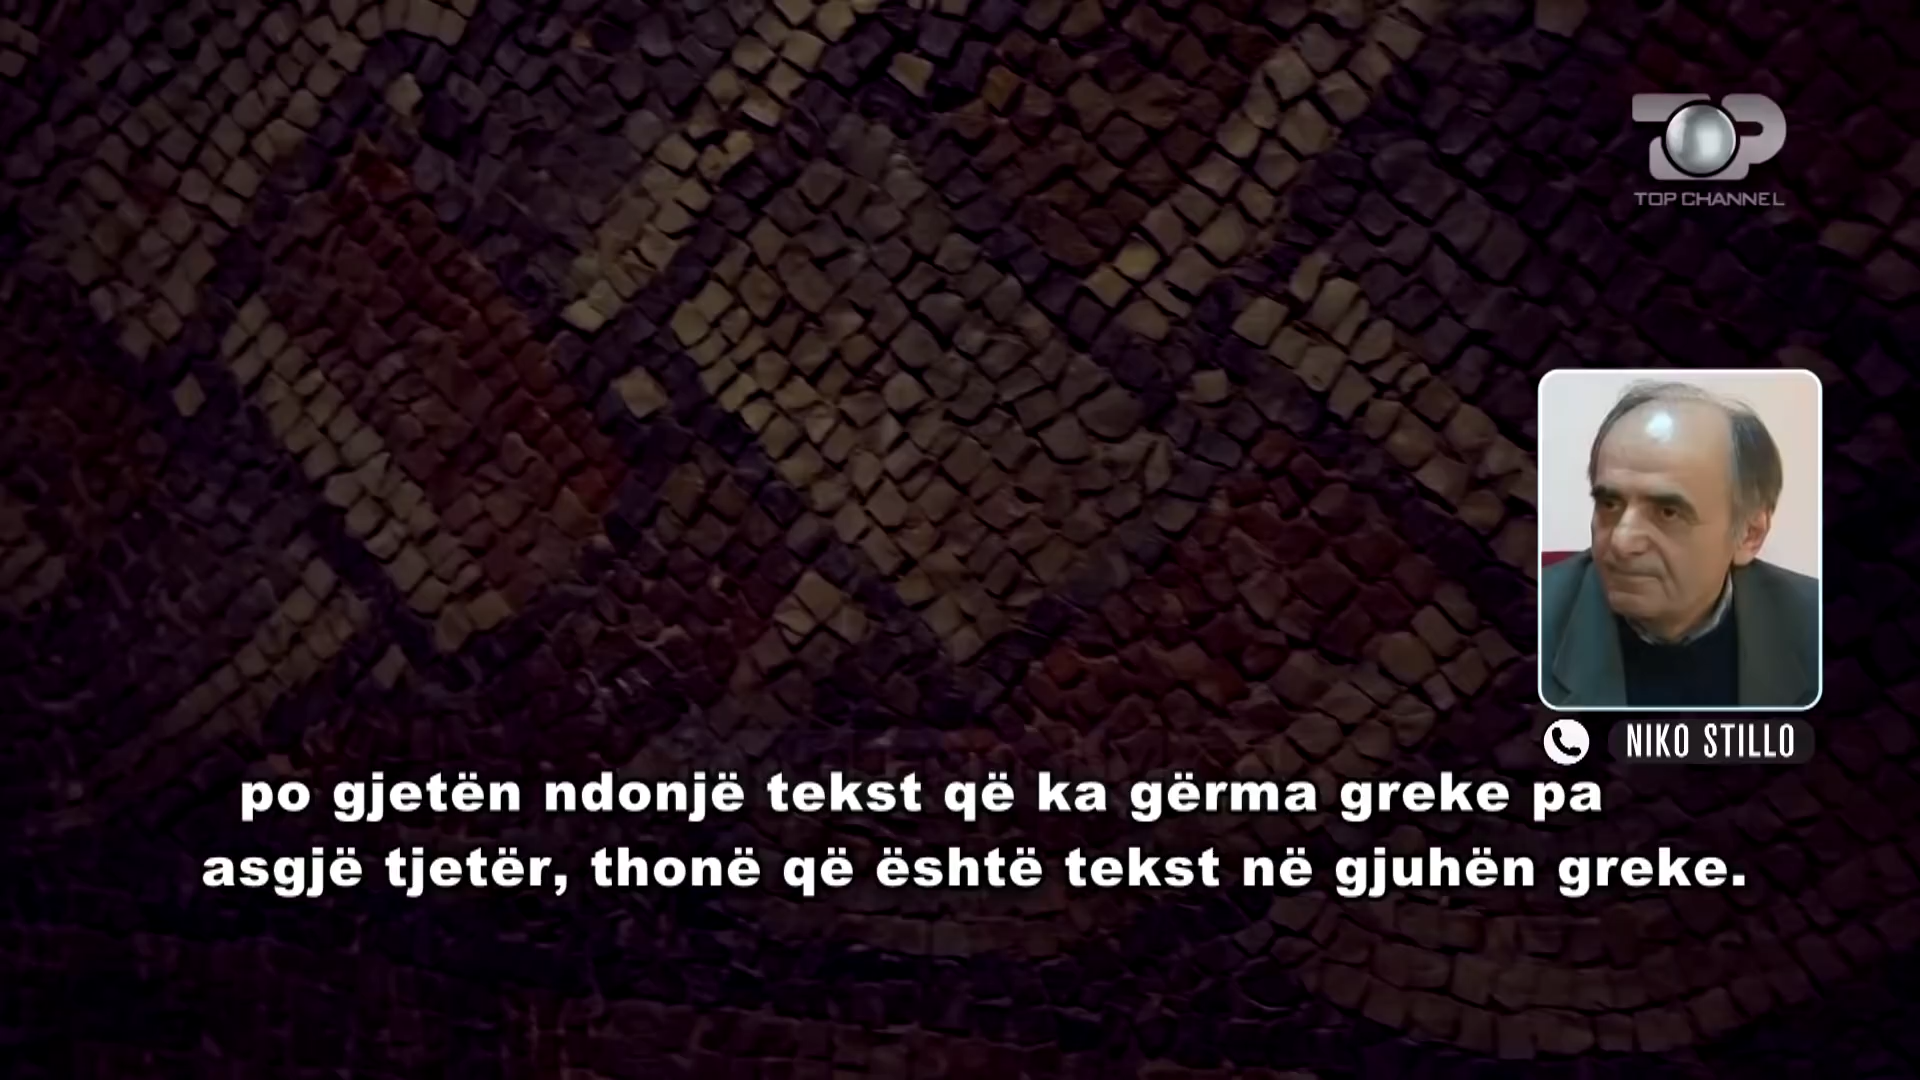 TOP CHANNEL
NIKO STILLO
po gjetën ndonjë tekst që ka gërma greke pa
asgjë tjetër, thonë që është tekst në gjuhën greke.